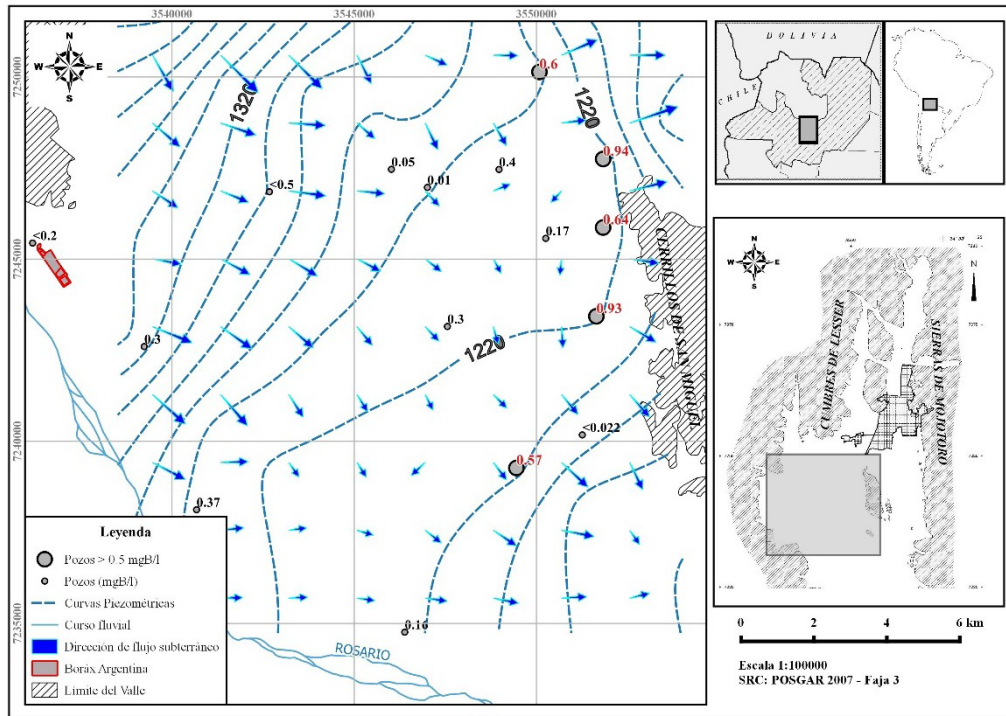 3540000
3545000
3550000
7250000
7245000
7240000
7235000
N
W E
S
1320
1220
1220
0.6
0.94
0.05
0.4
0.01
<0.5
0.64
0.17
<0.2
0.93
0.3
0.3
<0.022
0.57
0.37
0.16
CERRILLOS DE SAN MIGUEL
ROSARIO
Leyenda
Pozos > 0.5 mgB/l
Pozos (mgB/l)
Curvas Piezométricas
Curso fluvial
Dirección de flujo subterráneo
Boráx Argentina
Límite del Valle
BOLIVIA
CHILE
N
W E
S
N
CUMBRES DE LESSER
SIERRAS DE MOJOTORO
0 2 4 6 km
Escala 1:100000
SRC: POSGAR 2007 - Faja 3